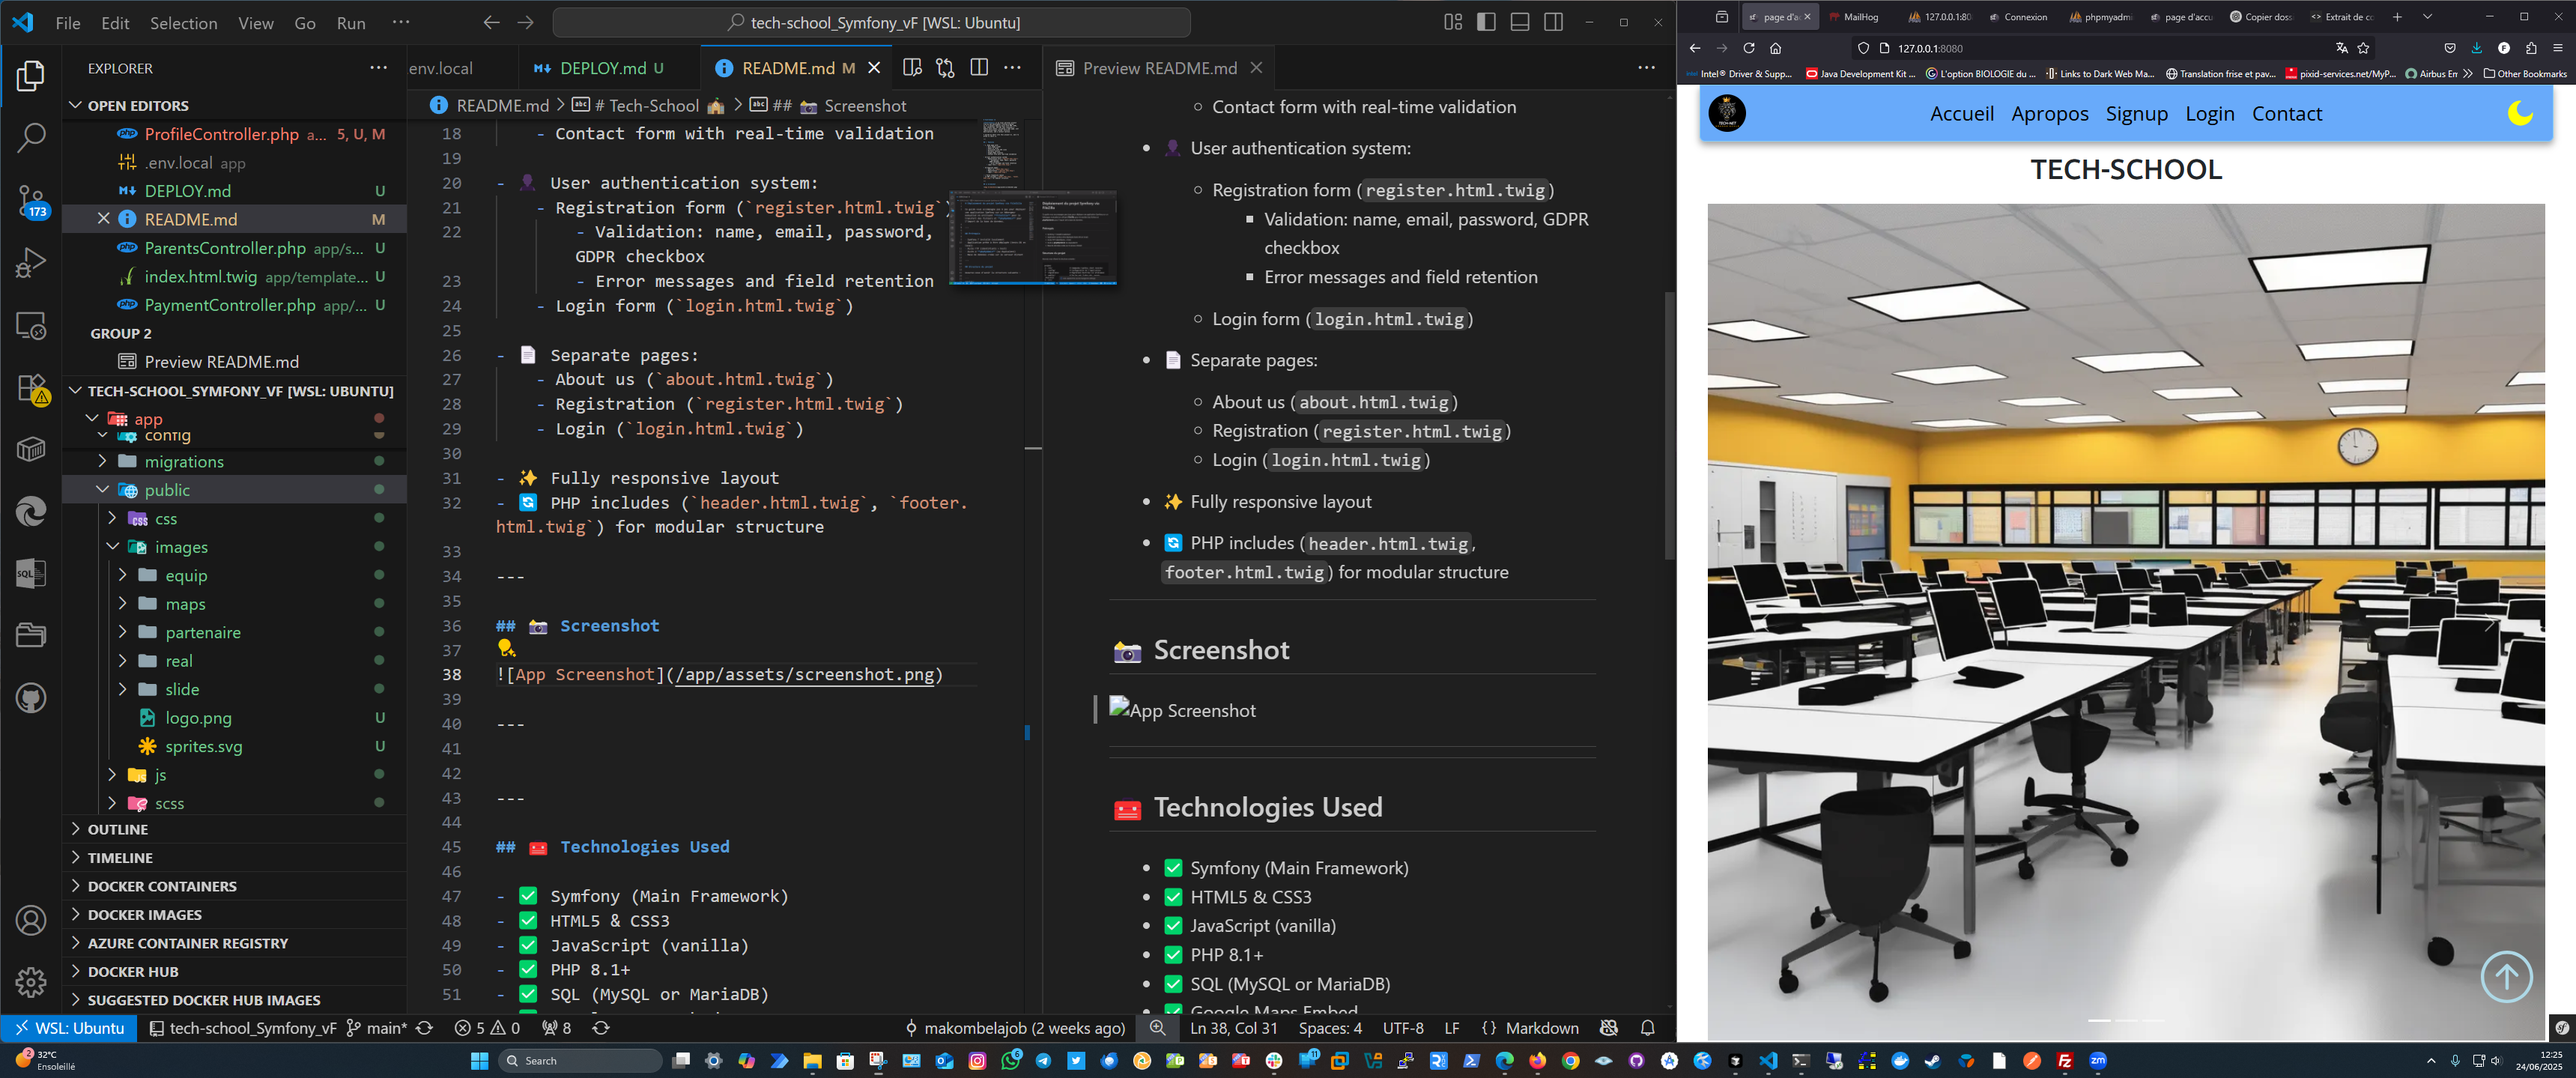 File Edit Selection View Go Run ···
tech-school_Symfony_vF [WSL: Ubuntu]
EXPLORER
OPEN EDITORS
ProfileController.php a... 5, U, M
.env.local app
DEPLOY.md U
README.md M
ParentsController.php app/s... U
index.html.twig app/template... U
PaymentController.php app/... U
GROUP 2
Preview README.md
TECH-SCHOOL_SYMFONY_VF [WSL: UBUNTU]
app
config
migrations
public
css
images
equip
maps
partenaire
real
slide
logo.png U
sprites.svg U
js
scss
OUTLINE
TIMELINE
DOCKER CONTAINERS
DOCKER IMAGES
AZURE CONTAINER REGISTRY
DOCKER HUB
SUGGESTED DOCKER HUB IMAGES
173
env.local
DEPLOY.md U
README.md M
README.md > # Tech-School > ## Screenshot
18 - Contact form with real-time validation
19
20 - 👤 User authentication system:
21 - Registration form (`register.html.twig`)
22 - Validation: name, email, password,
GDPR checkbox
23 - Error messages and field retention
24 - Login form (`login.html.twig`)
25
26 - 📄 Separate pages:
27 - About us (`about.html.twig`)
28 - Registration (`register.html.twig`)
29 - Login (`login.html.twig`)
30
31 - ✨ Fully responsive layout
32 - 🔄 PHP includes (`header.html.twig`, `footer.
html.twig`) for modular structure
33
34 ---
35
36 ## 📷 Screenshot
37
38 ![App Screenshot](/app/assets/screenshot.png)
39
40 ---
41
42
43 ---
44
45 ## 🧰 Technologies Used
46
47 - ✅ Symfony (Main Framework)
48 - ✅ HTML5 & CSS3
49 - ✅ JavaScript (vanilla)
50 - ✅ PHP 8.1+
51 - ✅ SQL (MySQL or MariaDB)
Preview README.md
Contact form with real-time validation
User authentication system:
Registration form (register.html.twig)
Validation: name, email, password, GDPR
checkbox
Error messages and field retention
Login form (login.html.twig)
Separate pages:
About us (about.html.twig)
Registration (register.html.twig)
Login (login.html.twig)
Fully responsive layout
PHP includes (header.html.twig,
footer.html.twig) for modular structure
Screenshot
App Screenshot
Technologies Used
Symfony (Main Framework)
HTML5 & CSS3
JavaScript (vanilla)
PHP 8.1+
SQL (MySQL or MariaDB)
Google Maps Embed
WSL: Ubuntu tech-school_Symfony_vF main* 5 0 8
makombelajob (2 weeks ago) Ln 38, Col 31 Spaces: 4 UTF-8 LF {} Markdown
page d'ac MailHog 127.0.0.1:80 Connexion phpmyadmi page d'accu Copier doss Extrait de co
127.0.0.1:8080
Intel® Driver & Supp... Java Development Kit ... L'option BIOLOGIE du ... Links to Dark Web Ma... Translation frise et pav... pixid-services.net/MyP... Airbus Em Other Bookmarks
Accueil Apropos Signup Login Contact
TECH-SCHOOL
32°C
Ensoleillé
Search
12:25
24/06/2025